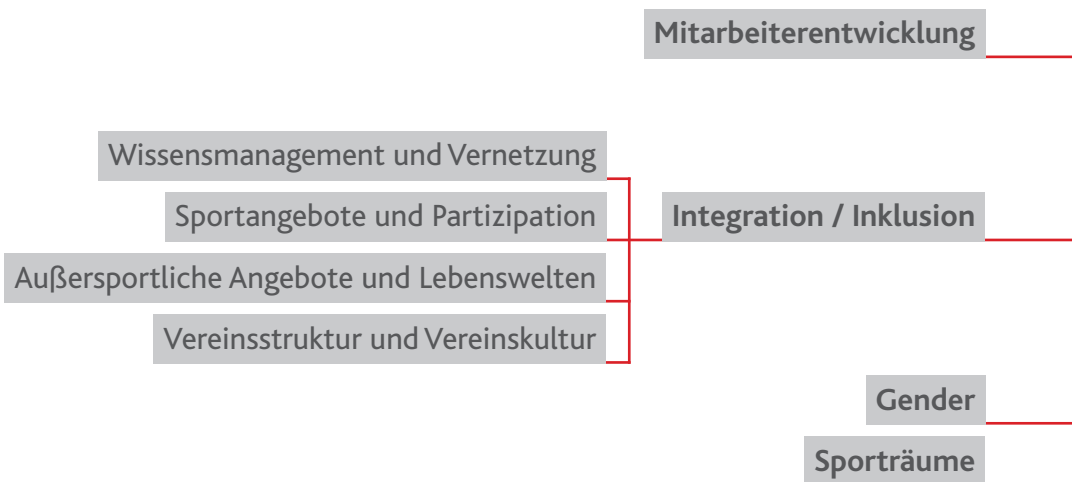 Mitarbeiterentwicklung
Wissensmanagement und Vernetzung
Sportangebote und Partizipation
Integration / Inklusion
Außersportliche Angebote und Lebenswelten
Vereinsstruktur und Vereinskultur
Gender
Sporträume